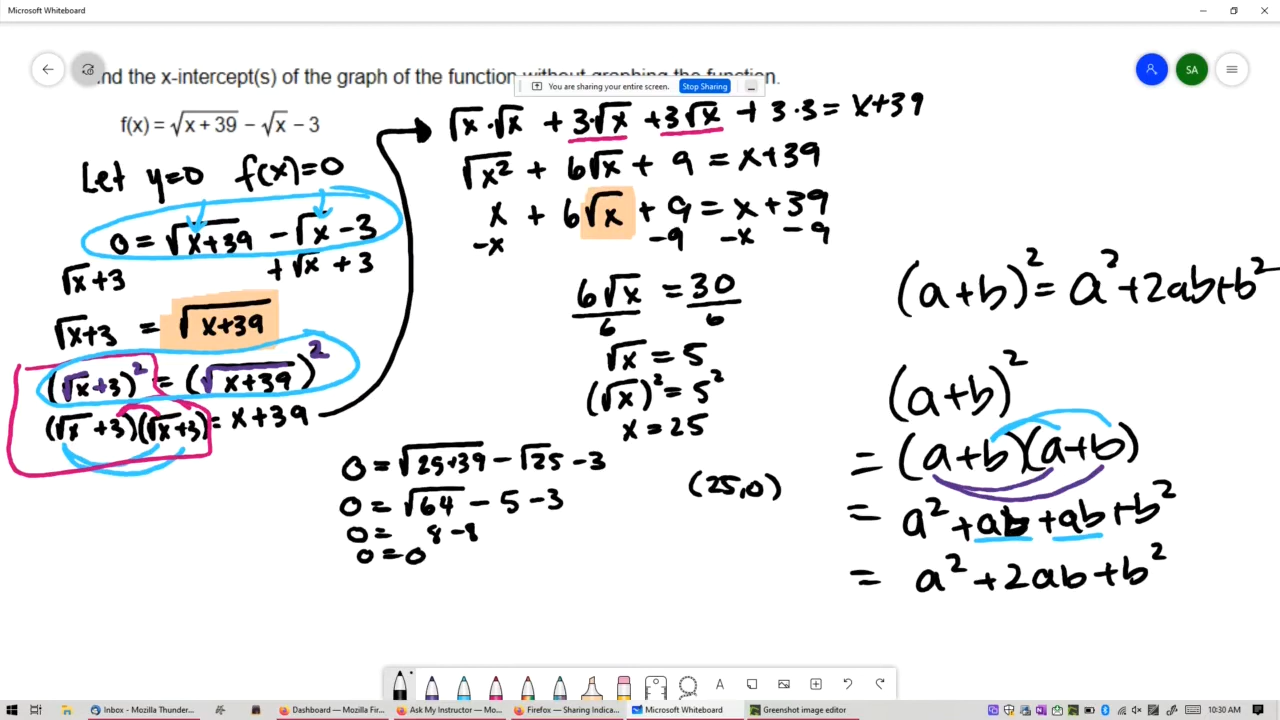 Microsoft Whiteboard
nd the x-intercept(s) of the graph of the function without graphing the function.
SA
You are sharing your entire screen. Stop Sharing
f(x) = √(x + 39) − √x − 3
Let y=0 f(x)=0
0 = √(x+39) − √x − 3
√x+3 +√x +3
√x+3 = √(x+39)
(√x+3)² = (√(x+39))²
(√x+3)(√x+3) = x+39
√x·√x + 3·√x + 3√x + 3·3 = x+39
√x² + 6√x + 9 = x+39
x + 6√x + 9 = x+39
−x −9 −x −9
6√x = 30
6 6
√x = 5
(√x)² = 5²
x = 25
0 = √(25+39) − √25 − 3
0 = √64 − 5 − 3
0 = 8 − 8
0 = 0
(25,0)
(a+b)² = a²+2ab+b²
(a+b)²
= (a+b)(a+b)
= a² + ab + ab + b²
= a² + 2ab + b²
Inbox - Mozilla Thunder...
Dashboard — Mozilla Fir...
Ask My Instructor — Mo...
Firefox — Sharing Indica...
Microsoft Whiteboard
Greenshot image editor
10:30 AM